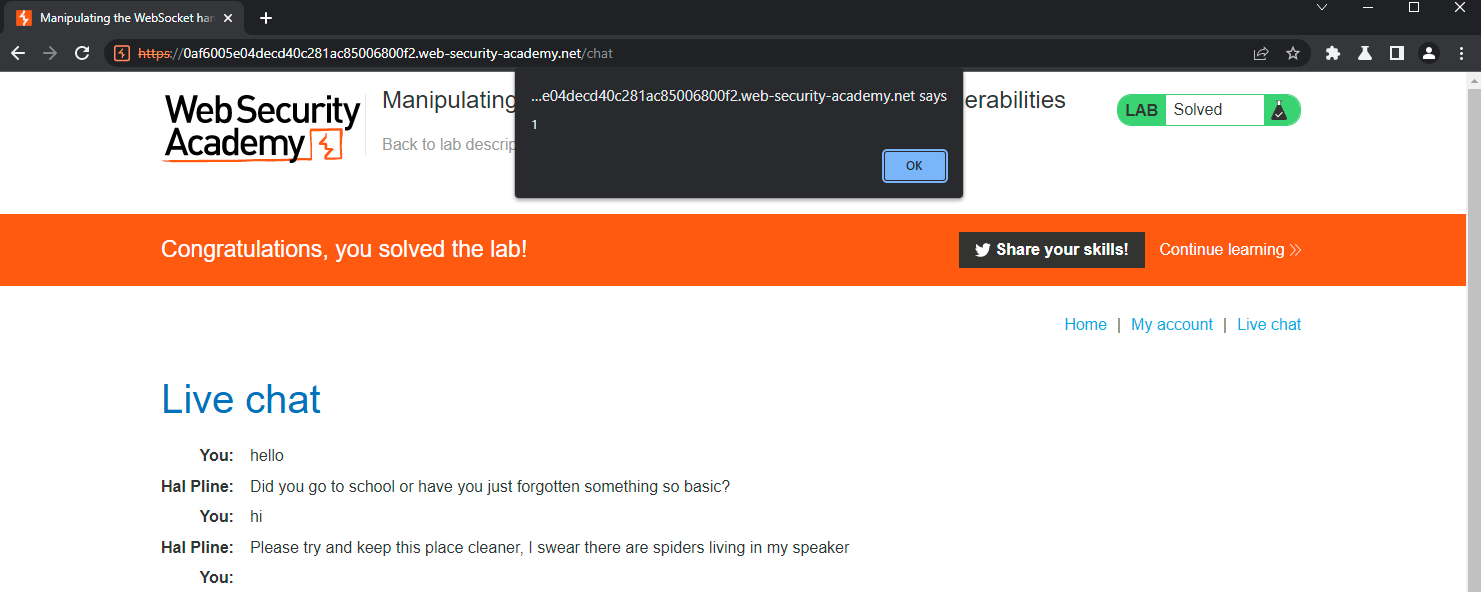 Manipulating the WebSocket han
https://0af6005e04decd40c281ac85006800f2.web-security-academy.net/chat
Web Security
Academy
Manipulating
erabilities
Back to lab descrip
...e04decd40c281ac85006800f2.web-security-academy.net says
1
OK
LAB Solved
Congratulations, you solved the lab!
Share your skills!
Continue learning
Home | My account | Live chat
Live chat
You: hello
Hal Pline: Did you go to school or have you just forgotten something so basic?
You: hi
Hal Pline: Please try and keep this place cleaner, I swear there are spiders living in my speaker
You: